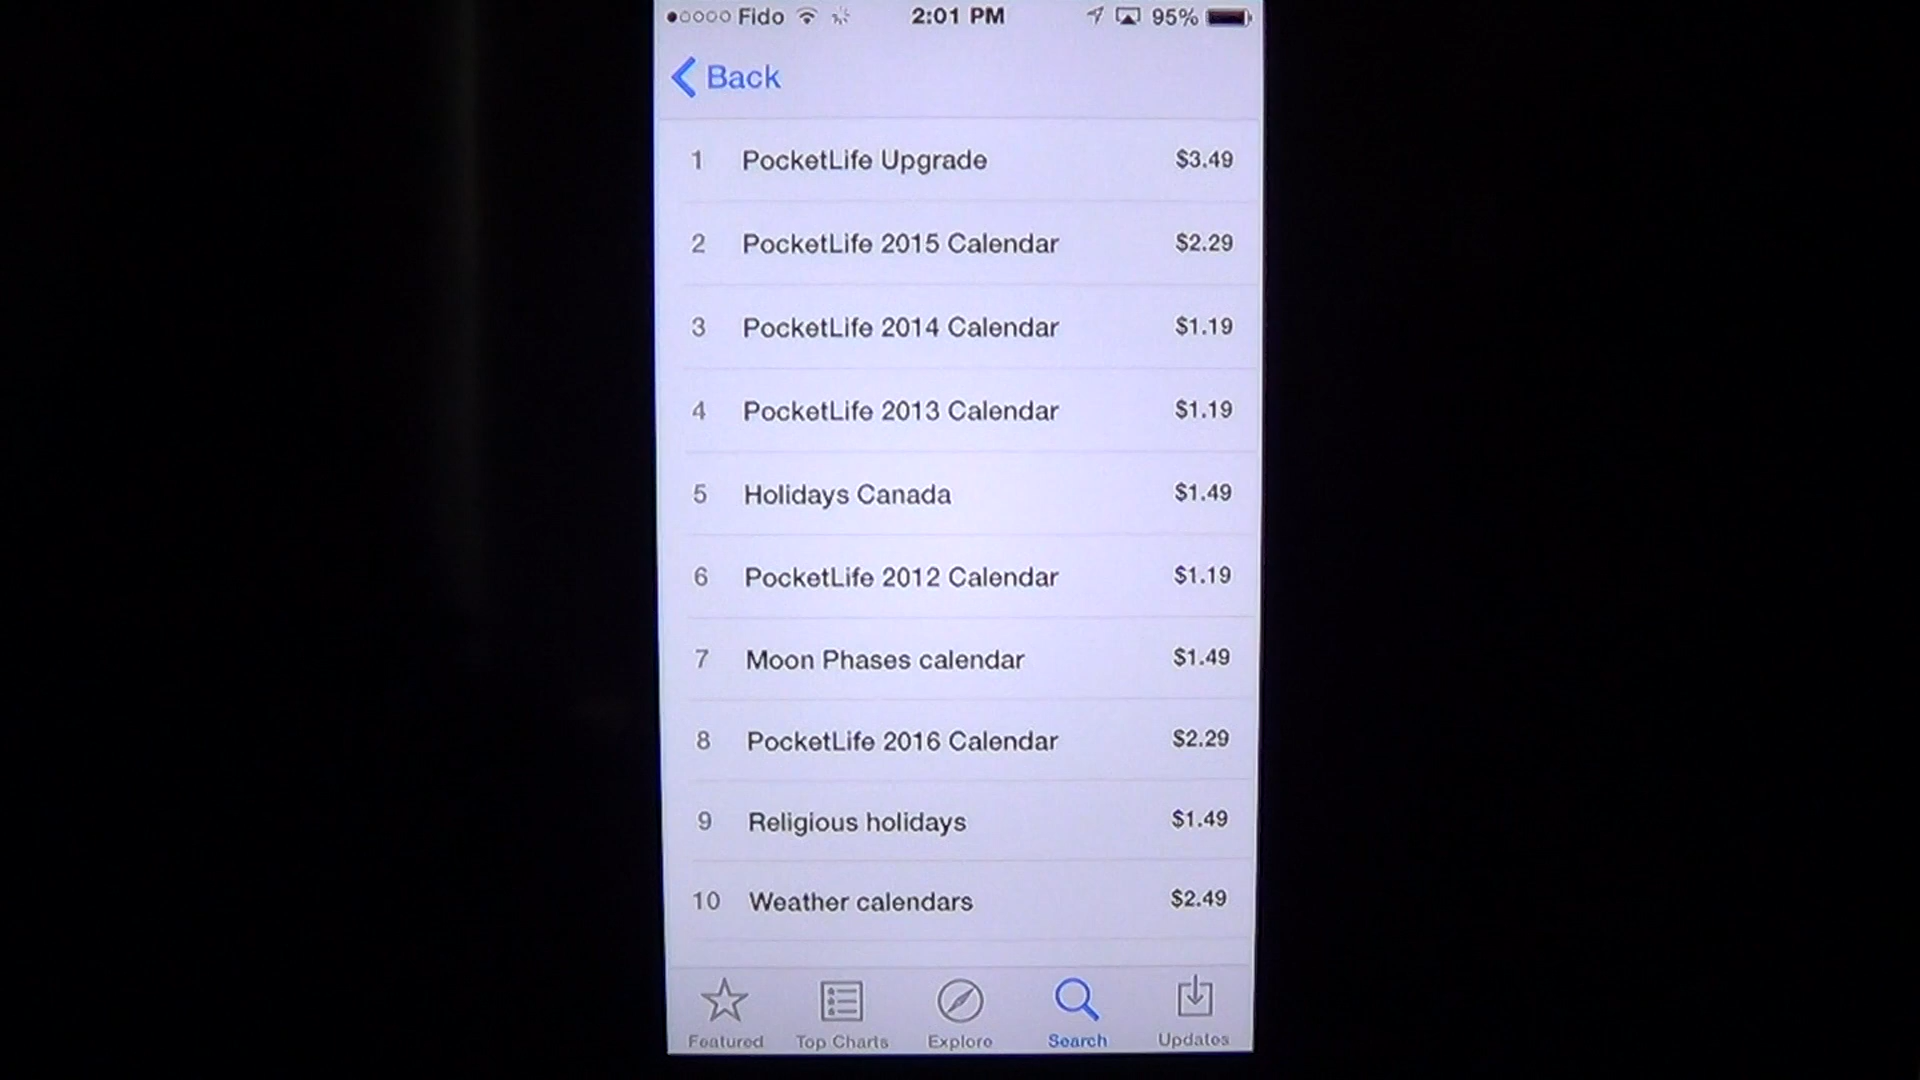 Fido 2:01 PM 95%
Back
1 PocketLife Upgrade $3.49
2 PocketLife 2015 Calendar $2.29
3 PocketLife 2014 Calendar $1.19
4 PocketLife 2013 Calendar $1.19
5 Holidays Canada $1.49
6 PocketLife 2012 Calendar $1.19
7 Moon Phases calendar $1.49
8 PocketLife 2016 Calendar $2.29
9 Religious holidays $1.49
10 Weather calendars $2.49
Featured Top Charts Explore Search Updates